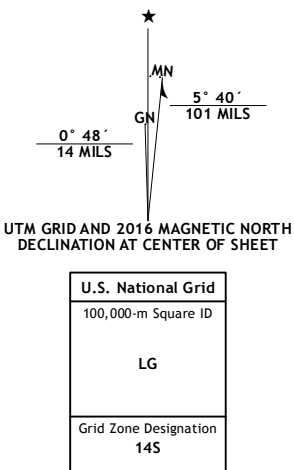 ★
MN
GN
5° 40´
101 MILS
0° 48´
14 MILS
UTM GRID AND 2016 MAGNETIC NORTH
DECLINATION AT CENTER OF SHEET
U.S. National Grid
100,000-m Square ID
LG
Grid Zone Designation
14S